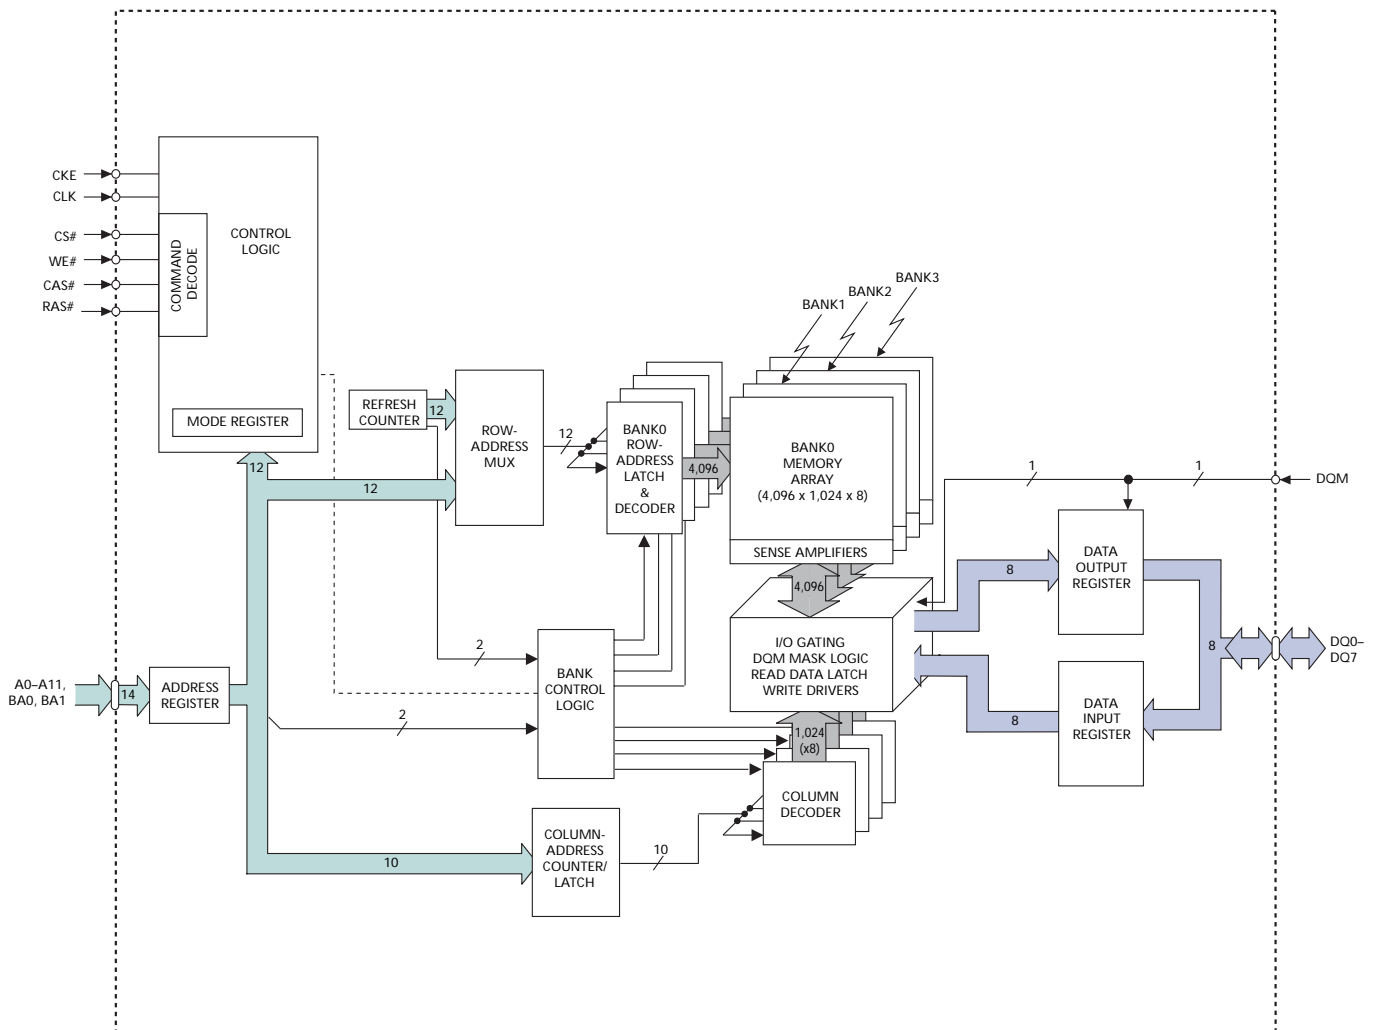 CKE
CLK
CS#
WE#
CAS#
RAS#
COMMAND
DECODE
CONTROL
LOGIC
MODE REGISTER
12
BANK1
BANK2
BANK3
REFRESH
COUNTER
12
12
ROW-
ADDRESS
MUX
12
BANK0
ROW-
ADDRESS
LATCH
&
DECODER
4,096
BANK0
MEMORY
ARRAY
(4,096 x 1,024 x 8)
SENSE AMPLIFIERS
4,096
1
1
DQM
8
DATA
OUTPUT
REGISTER
I/O GATING
DQM MASK LOGIC
READ DATA LATCH
WRITE DRIVERS
8
DQ0–
DQ7
8
DATA
INPUT
REGISTER
A0–A11,
BA0, BA1
14
ADDRESS
REGISTER
2
2
BANK
CONTROL
LOGIC
1,024
(x8)
COLUMN
DECODER
10
COLUMN-
ADDRESS
COUNTER/
LATCH
10